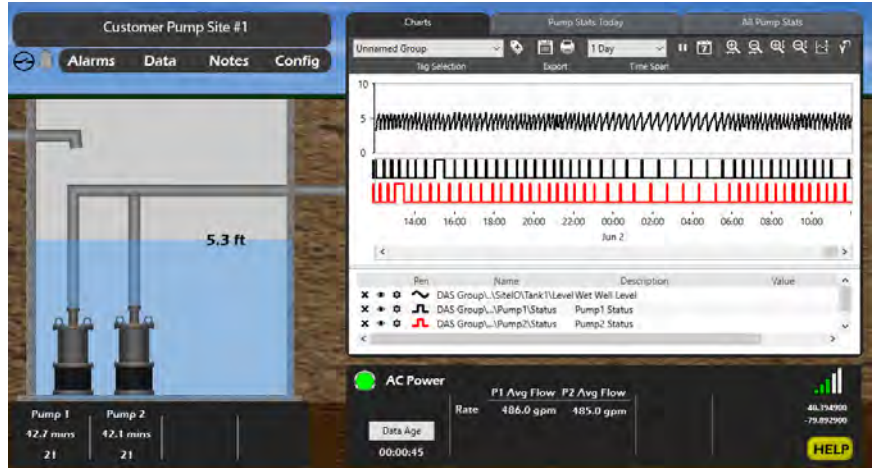 Customer Pump Site #1
Alarms Data Notes Config
5.3 ft
Pump 1 Pump 2
42.7 mins 42.1 mins
21 21
Charts Pump Stats Today All Pump Stats
Unnamed Group 1 Day 7
Tag Selection Export Time Span
10
5
0
14:00 16:00 18:00 20:00 22:00 00:00 02:00 04:00 06:00 08:00 10:00
Jun 2
Pen Name Description Value
DAS Group\...\SiteIO\Tank1\Level Wet Well Level
DAS Group\...\Pump1\Status Pump1 Status
DAS Group\...\Pump2\Status Pump2 Status
AC Power
P1 Avg Flow P2 Avg Flow
Rate 486.0 gpm 485.0 gpm
Data Age
00:00:45
40.394900
-79.892900
HELP